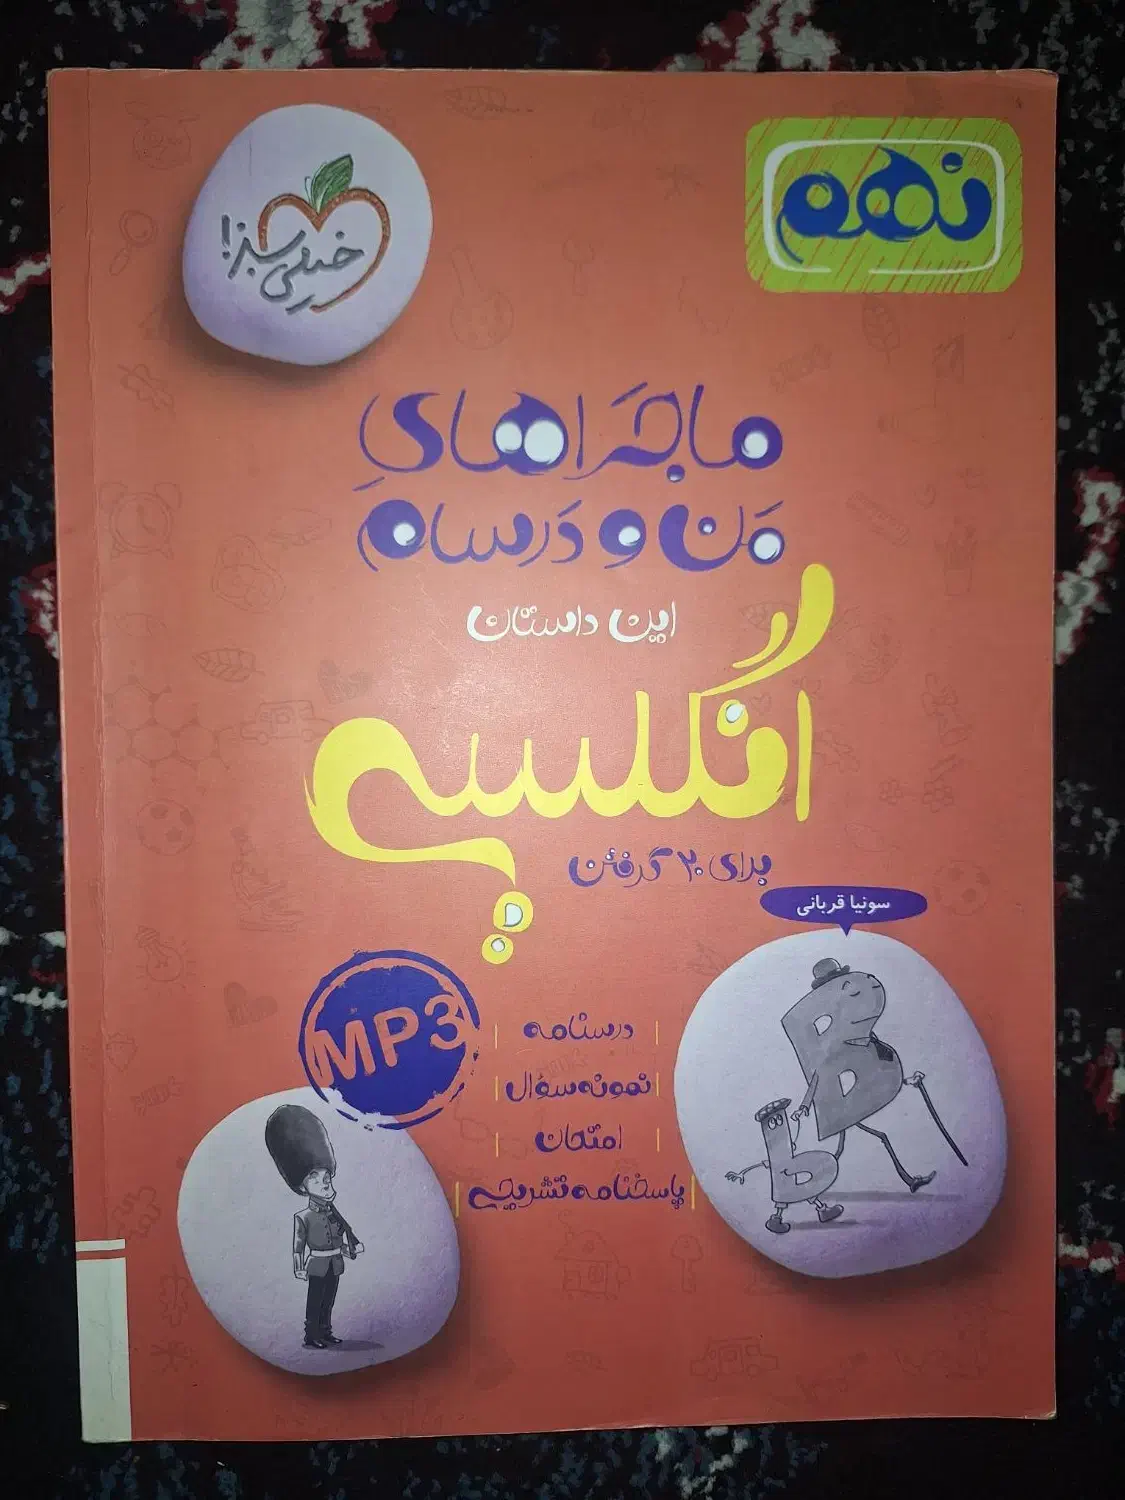 نهم
خیلی سبز!
ماجراهای
من و درسام
این داستان
انگلیسی
برای ۲۰ گرفتن
سونیا قربانی
MP3
درسنامه
نمونه سؤال
امتحان
پاسخنامه تشریحی